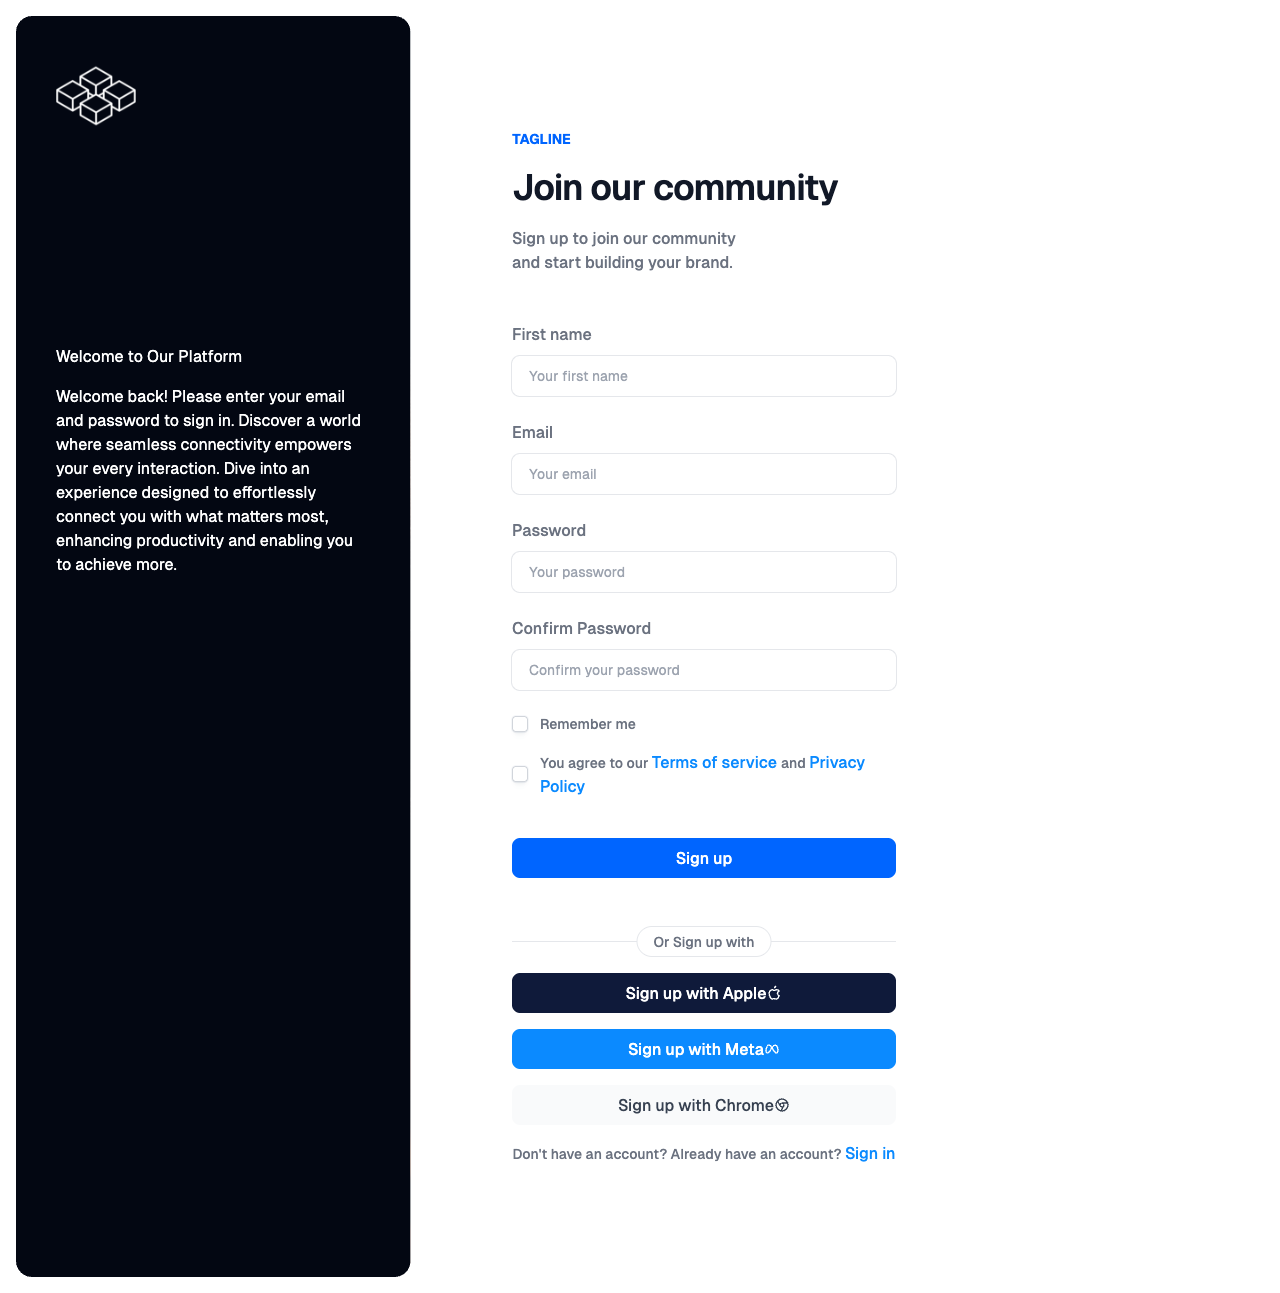 Welcome to Our Platform
Welcome back! Please enter your email
and password to sign in. Discover a world
where seamless connectivity empowers
your every interaction. Dive into an
experience designed to effortlessly
connect you with what matters most,
enhancing productivity and enabling you
to achieve more.
TAGLINE
Join our community
Sign up to join our community
and start building your brand.
First name
Your first name
Email
Your email
Password
Your password
Confirm Password
Confirm your password
Remember me
You agree to our Terms of service and Privacy
Policy
Sign up
Or Sign up with
Sign up with Apple
Sign up with Meta
Sign up with Chrome
Don't have an account? Already have an account? Sign in